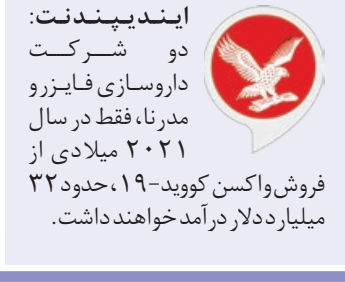 ایندیپندنت:
دو شرکت
داروسازی فایزر و
مدرنا، فقط در سال
۲۰۲۱ میلادی از
فروش واکسن کووید-۱۹، حدود ۳۲
میلیارد دلار درآمد خواهند داشت.